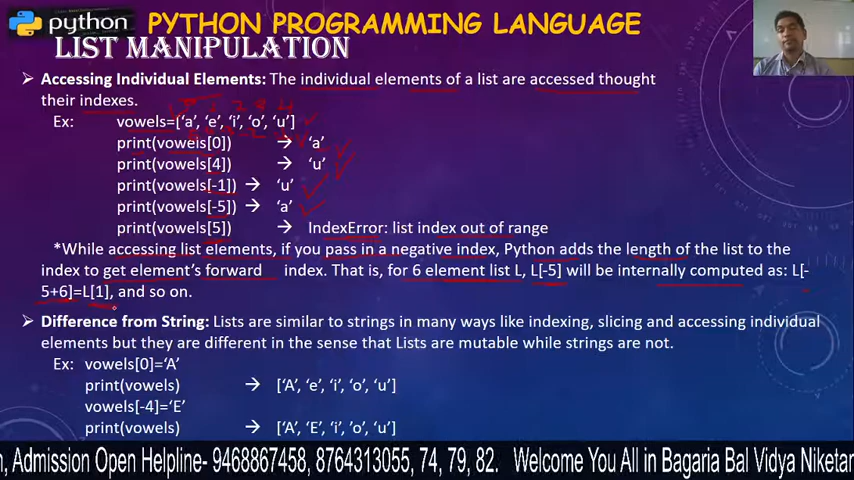 python
PYTHON PROGRAMMING LANGUAGE
LIST MANIPULATION
➢ Accessing Individual Elements: The individual elements of a list are accessed thought
their indexes.
Ex: vowels=['a', 'e', 'i', 'o', 'u']
print(vowels[0]) → 'a'
print(vowels[4]) → 'u'
print(vowels[-1]) → 'u'
print(vowels[-5]) → 'a'
print(vowels[5]) → IndexError: list index out of range
*While accessing list elements, if you pass in a negative index, Python adds the length of the list to the
index to get element's forward index. That is, for 6 element list L, L[-5] will be internally computed as: L[-
5+6]=L[1], and so on.
➢ Difference from String: Lists are similar to strings in many ways like indexing, slicing and accessing individual
elements but they are different in the sense that Lists are mutable while strings are not.
Ex: vowels[0]='A'
print(vowels) → ['A', 'e', 'i', 'o', 'u']
vowels[-4]='E'
print(vowels) → ['A', 'E', 'i', 'o', 'u']
, Admission Open Helpline- 9468867458, 8764313055, 74, 79, 82. Welcome You All in Bagaria Bal Vidya Niketan